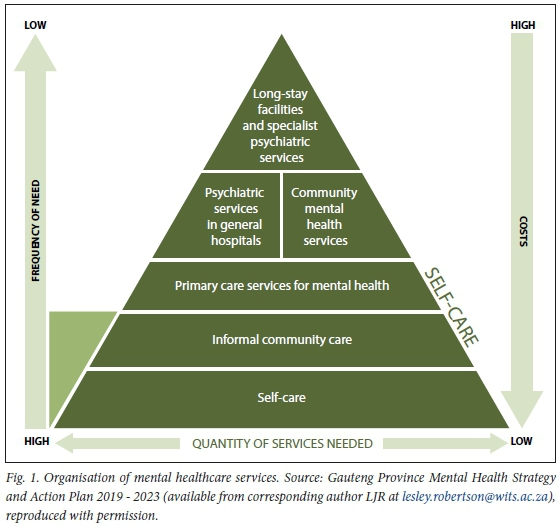 LOW
HIGH
Long-stay
facilities
and specialist
psychiatric
services
Psychiatric
services
in general
hospitals
Community
mental
health
services
FREQUENCY OF NEED
COSTS
Primary care services for mental health
SELF-CARE
Informal community care
Self-care
HIGH
QUANTITY OF SERVICES NEEDED
LOW
Fig. 1. Organisation of mental healthcare services. Source: Gauteng Province Mental Health Strategy
and Action Plan 2019 - 2023 (available from corresponding author LJR at lesley.robertson@wits.ac.za),
reproduced with permission.